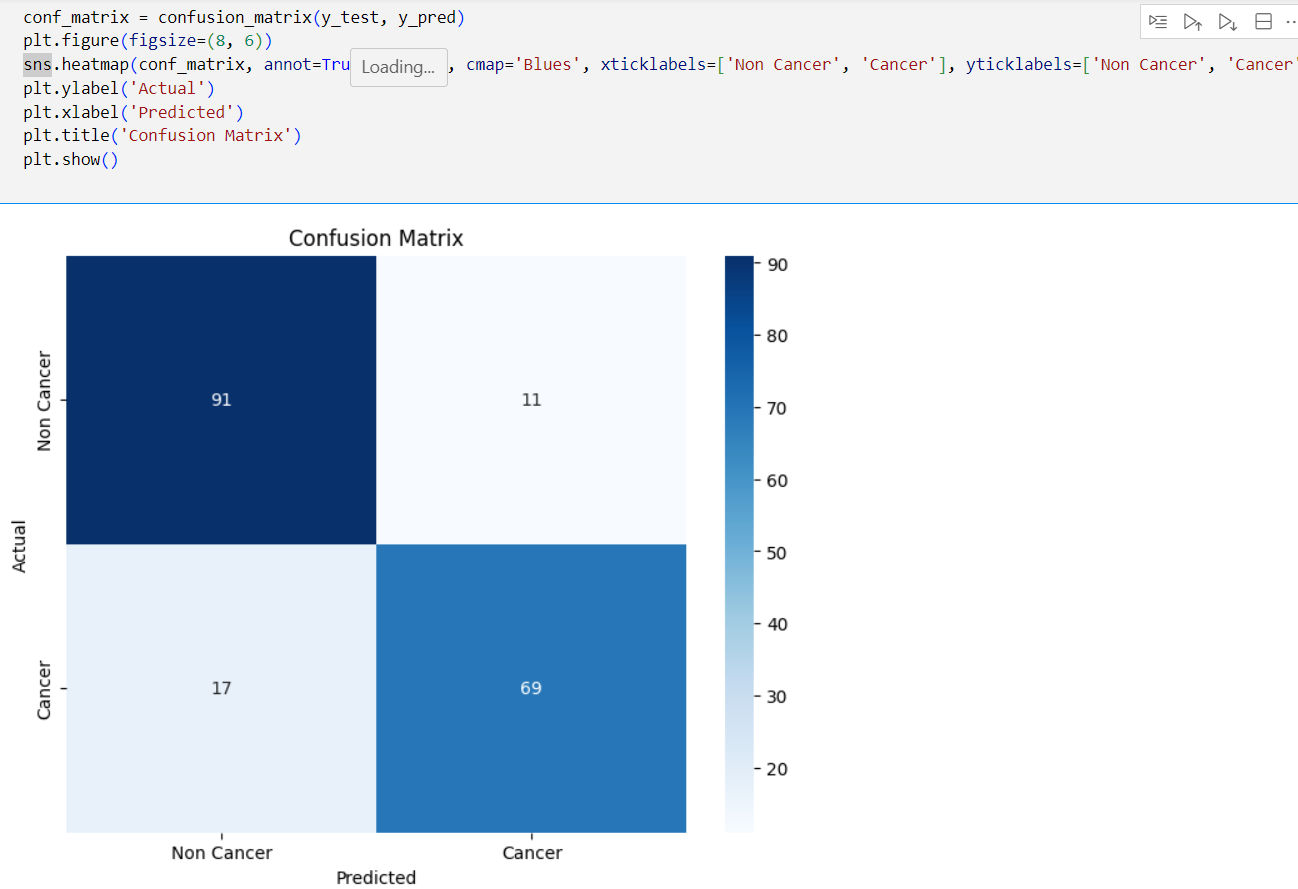 conf_matrix = confusion_matrix(y_test, y_pred)
plt.figure(figsize=(8, 6))
sns.heatmap(conf_matrix, annot=Tru Loading... , cmap='Blues', xticklabels=['Non Cancer', 'Cancer'], yticklabels=['Non Cancer', 'Cancer'
plt.ylabel('Actual')
plt.xlabel('Predicted')
plt.title('Confusion Matrix')
plt.show()
Confusion Matrix
Non Cancer
91
11
Cancer
17
69
Actual
Non Cancer
Cancer
Predicted
90
80
70
60
50
40
30
20